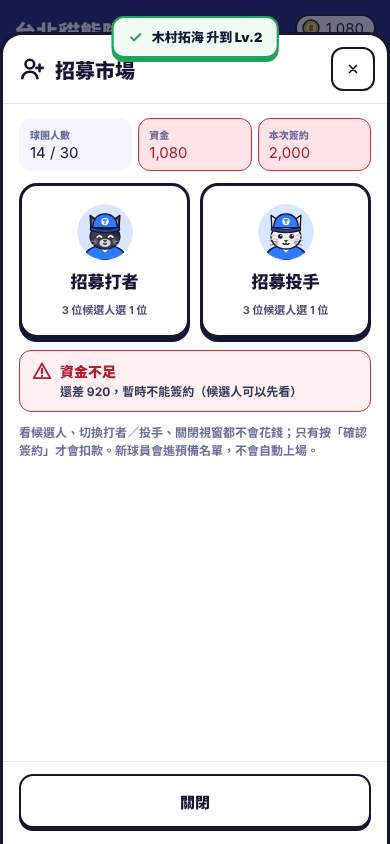 1,080
木村拓海 升到 Lv.2
招募市場
球團人數
14 / 30
資金
1,080
本次簽約
2,000
招募打者
3 位候選人選 1 位
招募投手
3 位候選人選 1 位
資金不足
還差 920，暫時不能簽約（候選人可以先看）
看候選人、切換打者／投手、關閉視窗都不會花錢；只有按「確認
簽約」才會扣款。新球員會進預備名單，不會自動上場。
關閉